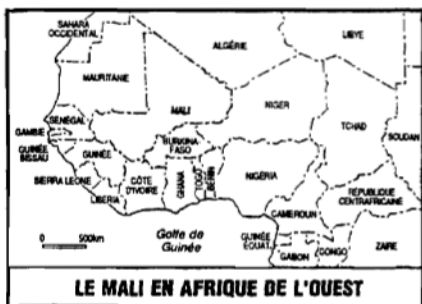 SAHARA
OCCIDENTAL
ALGÉRIE
LIBYE
MAURITANIE
MALI
NIGER
TCHAD
SOUDAN
SÉNÉGAL
GAMBIE
GUINÉE
BISSAU
GUINÉE
BURKINA
FASO
SIERRA LEONE
LIBERIA
CÔTE
D'IVOIRE
GHANA
TOGO
BÉNIN
NIGÉRIA
CAMEROUN
RÉPUBLIQUE
CENTRAFRICAINE
GUINÉE
EQUAT.
GABON
CONGO
ZAIRE
0 500km
Golfe de
Guinée
LE MALI EN AFRIQUE DE L'OUEST